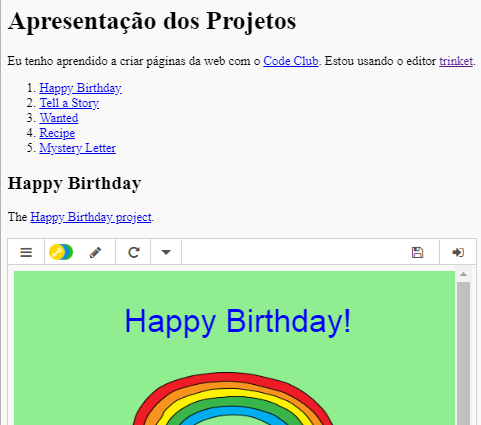 Apresentação dos Projetos
Eu tenho aprendido a criar páginas da web com o Code Club. Estou usando o editor trinket.
1. Happy Birthday
2. Tell a Story
3. Wanted
4. Recipe
5. Mystery Letter
Happy Birthday
The Happy Birthday project.
Happy Birthday!